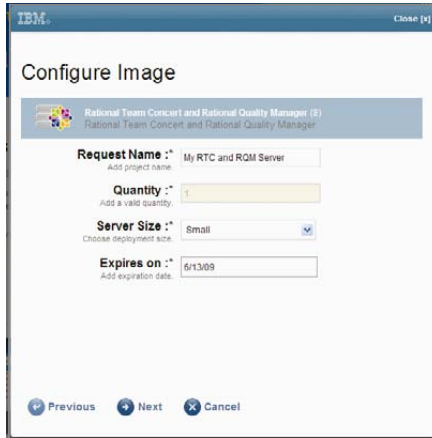 IBM®
Close [x]
Configure Image
Rational Team Concert and Rational Quality Manager (8)
Rational Team Concert and Rational Quality Manager
Request Name :* My RTC and RQM Server
Add project name.
Quantity :* 1
Add a valid quantity.
Server Size :* Small
Choose deployment size.
Expires on :* 6/13/09
Add expiration date.
Previous Next Cancel